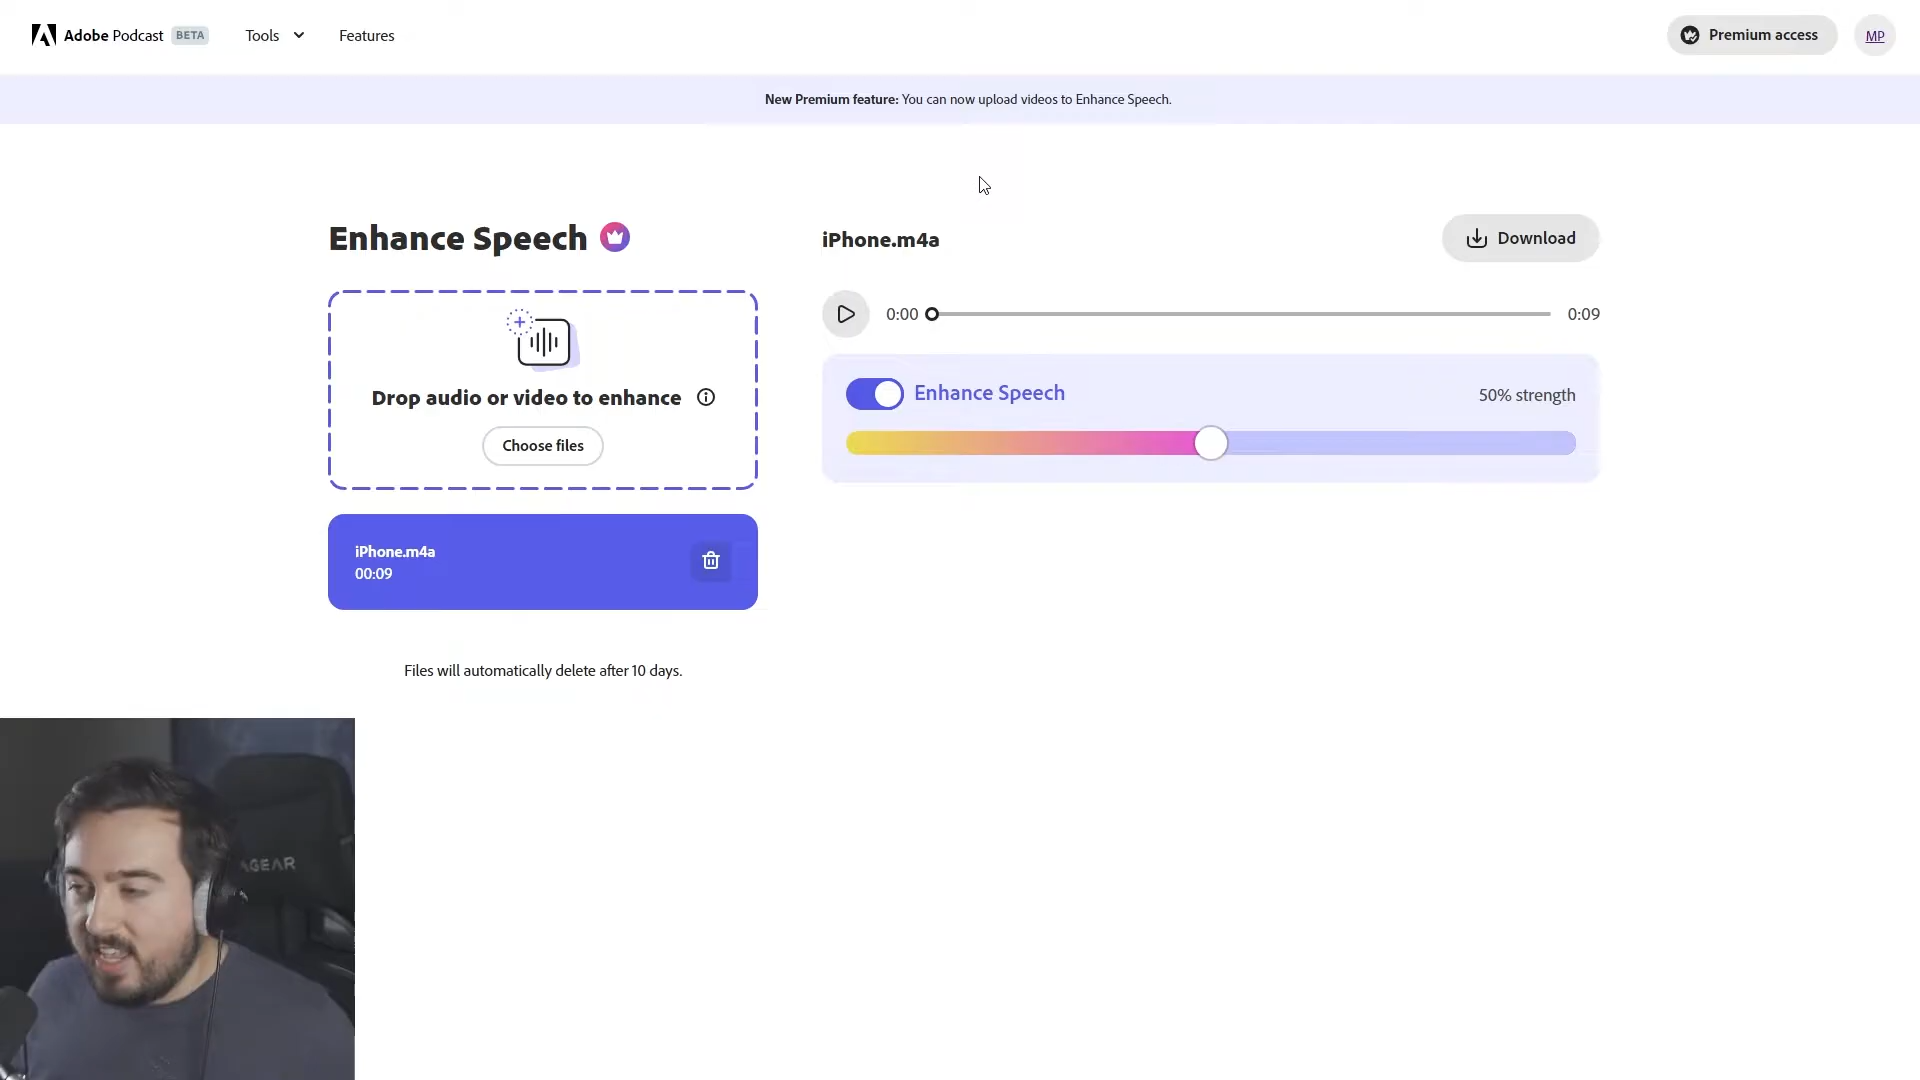 Adobe Podcast BETA
Tools
Features
Premium access
MP
New Premium feature: You can now upload videos to Enhance Speech.
Enhance Speech
Drop audio or video to enhance
Choose files
iPhone.m4a
00:09
Files will automatically delete after 10 days.
iPhone.m4a
Download
0:00
0:09
Enhance Speech
50% strength
AGEAR